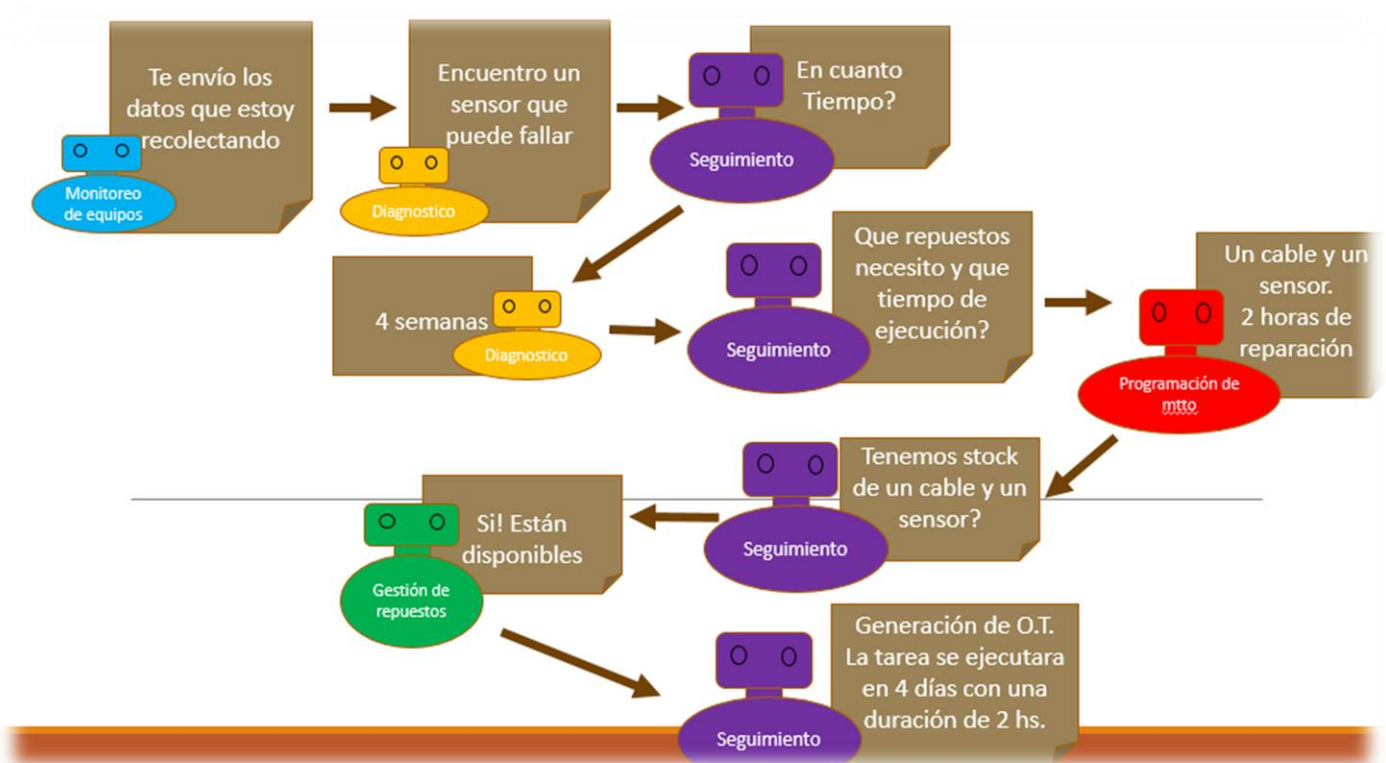 Te envío los
datos que estoy
recolectando
Monitoreo
de equipos
Encuentro un
sensor que
puede fallar
Diagnostico
En cuanto
Tiempo?
Seguimiento
4 semanas
Diagnostico
Que repuestos
necesito y que
tiempo de
ejecución?
Seguimiento
Un cable y un
sensor.
2 horas de
reparación
Programación de
mtto
Tenemos stock
de un cable y un
sensor?
Seguimiento
Si! Están
disponibles
Gestión de
repuestos
Generación de O.T.
La tarea se ejecutara
en 4 días con una
duración de 2 hs.
Seguimiento